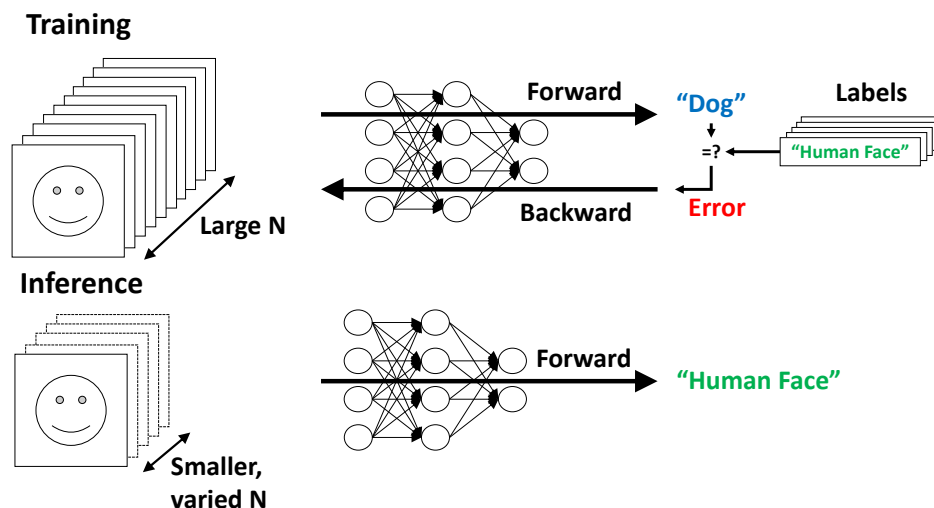 Training
Forward
“Dog”
Labels
=?
“Human Face”
Large N
Backward
Error
Inference
Forward
“Human Face”
Smaller,
varied N